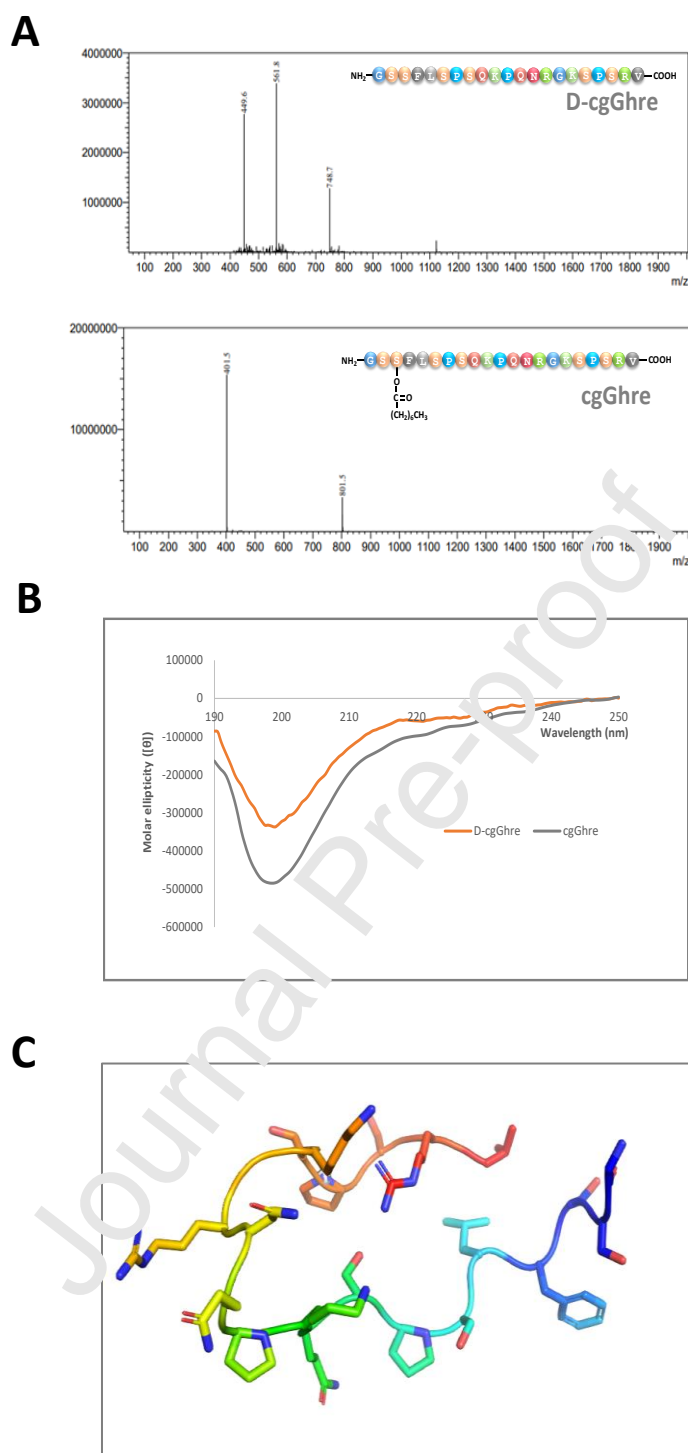 A
4000000
3000000
2000000
1000000
449.6
561.8
748.7
NH2 G S S F L S P S Q K P Q N R G K S P S R V COOH
D-cgGhre
100 200 300 400 500 600 700 800 900 1000 1100 1200 1300 1400 1500 1600 1700 1800 1900
m/z
20000000
10000000
401.5
801.5
NH2 G S S F L S P S Q K P Q N R G K S P S R V COOH
O
C=O
(CH2)6CH3
cgGhre
100 200 300 400 500 600 700 800 900 1000 1100 1200 1300 1400 1500 1600 1700 1800 1900
m/z
B
100000
0
-100000
-200000
-300000
-400000
-500000
-600000
Molar ellipticity ([θ])
190 200 210 220 230 240 250
Wavelength (nm)
D-cgGhre cgGhre
C
Journal Pre-proof